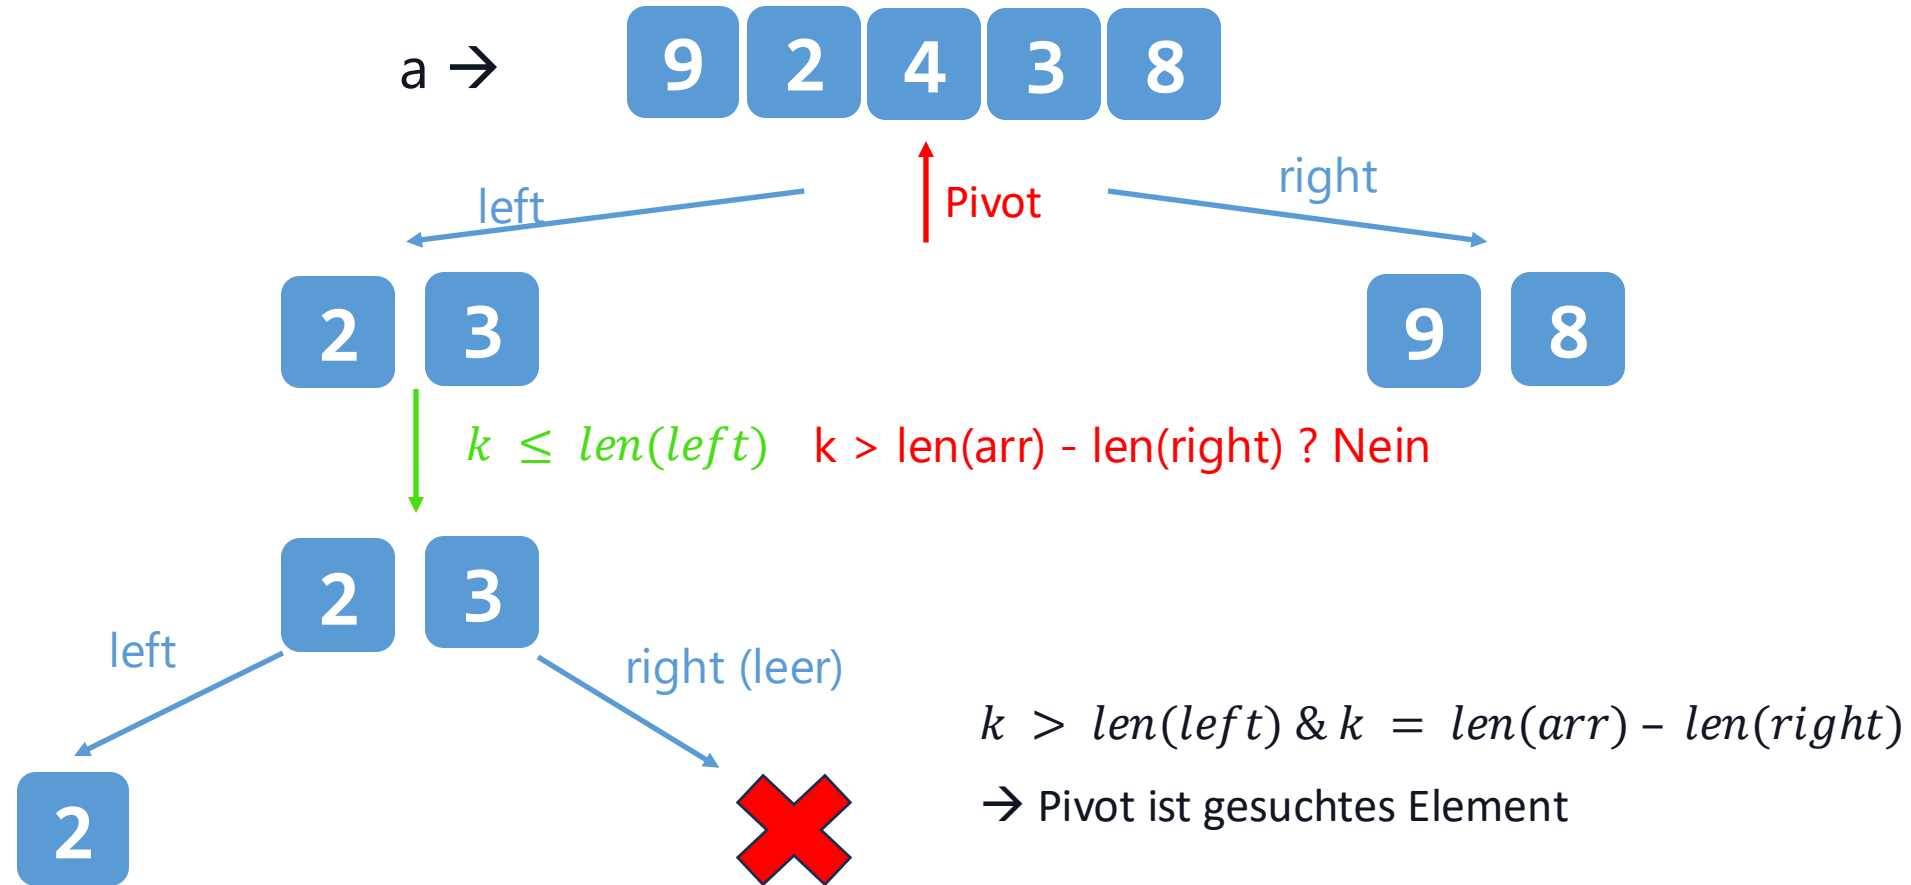 a → 9 2 4 3 8
left Pivot right
2 3 9 8
k ≤ len(left) k > len(arr) - len(right) ? Nein
2 3
left right (leer)
k > len(left) & k = len(arr) – len(right)
→ Pivot ist gesuchtes Element
2